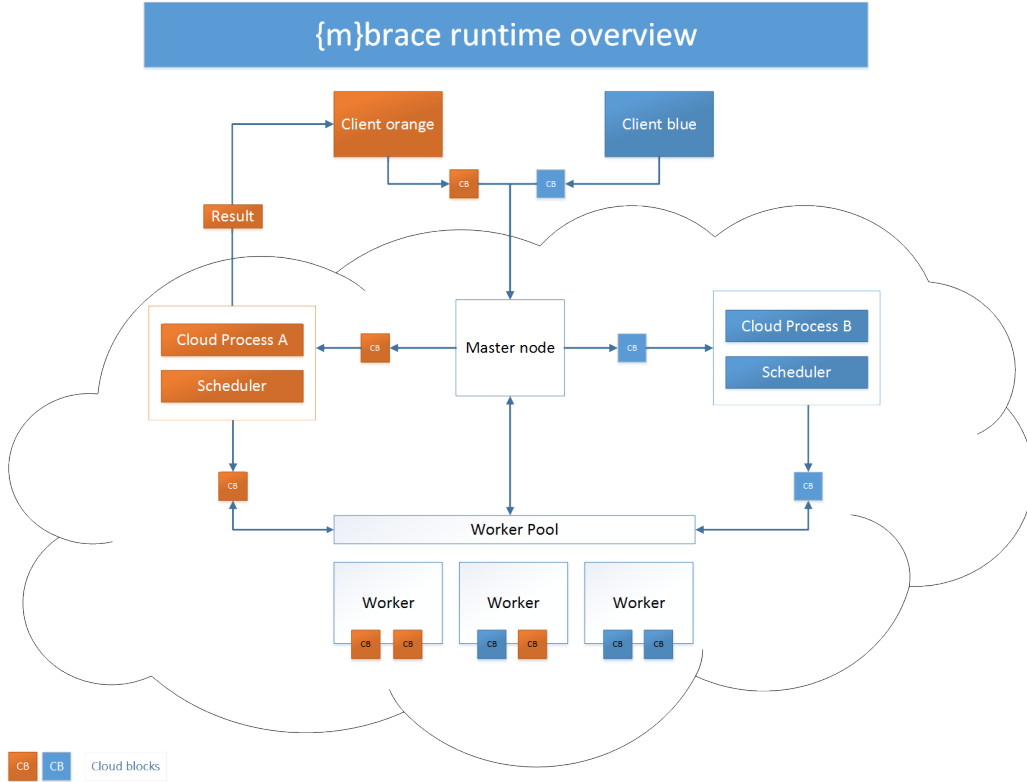 {m}brace runtime overview
Client orange
Client blue
CB
CB
Result
Cloud Process A
Scheduler
CB
Master node
CB
Cloud Process B
Scheduler
CB
CB
Worker Pool
Worker
Worker
Worker
CB
CB
CB
CB
CB
CB
CB
CB
Cloud blocks